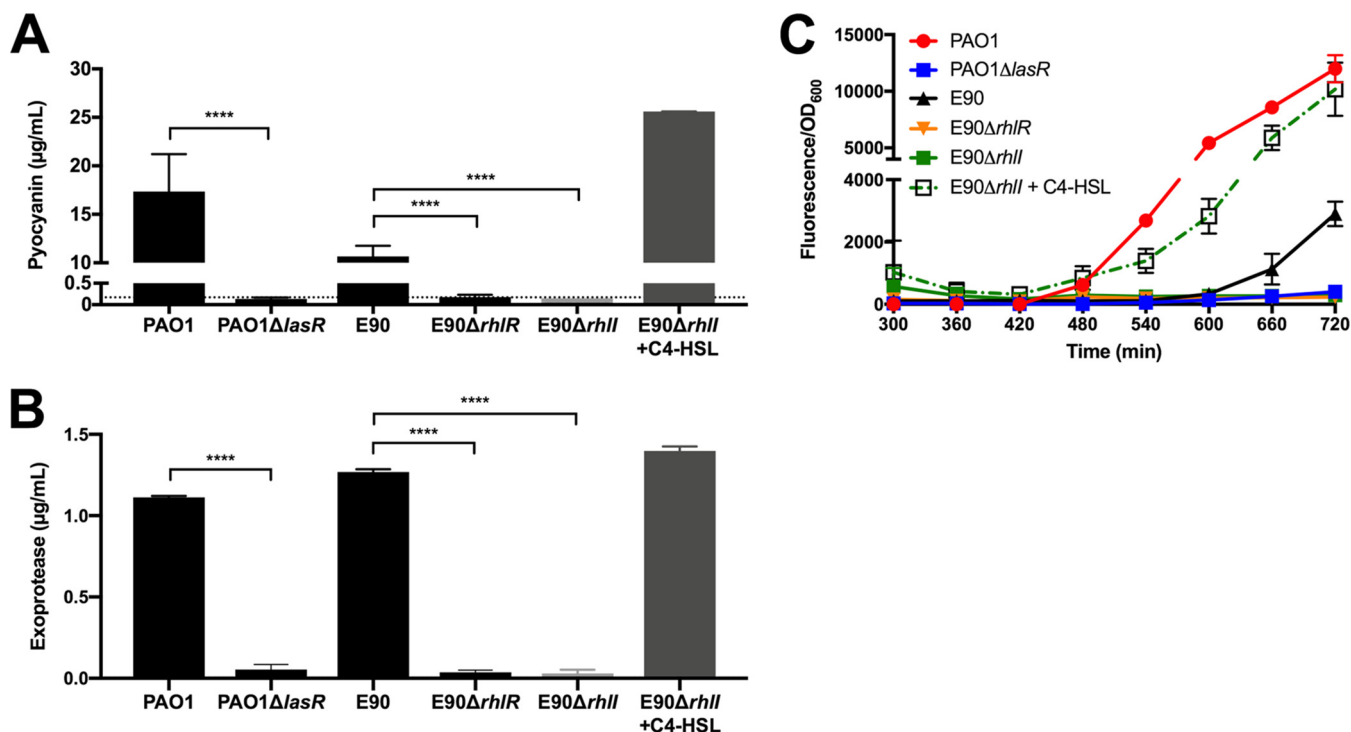 A
Pyocyanin (µg/mL)
30
25
20
15
10
0.5
0
****
****
****
PAO1
PAO1ΔlasR
E90
E90ΔrhlR
E90ΔrhlI
E90ΔrhlI
+C4-HSL
B
Exoprotease (µg/mL)
1.5
1.0
0.5
0.0
****
****
****
PAO1
PAO1ΔlasR
E90
E90ΔrhlR
E90ΔrhlI
E90ΔrhlI
+C4-HSL
C
Fluorescence/OD600
15000
10000
5000
4000
2000
0
PAO1
PAO1ΔlasR
E90
E90ΔrhlR
E90ΔrhlI
E90ΔrhlI + C4-HSL
300 360 420 480 540 600 660 720
Time (min)